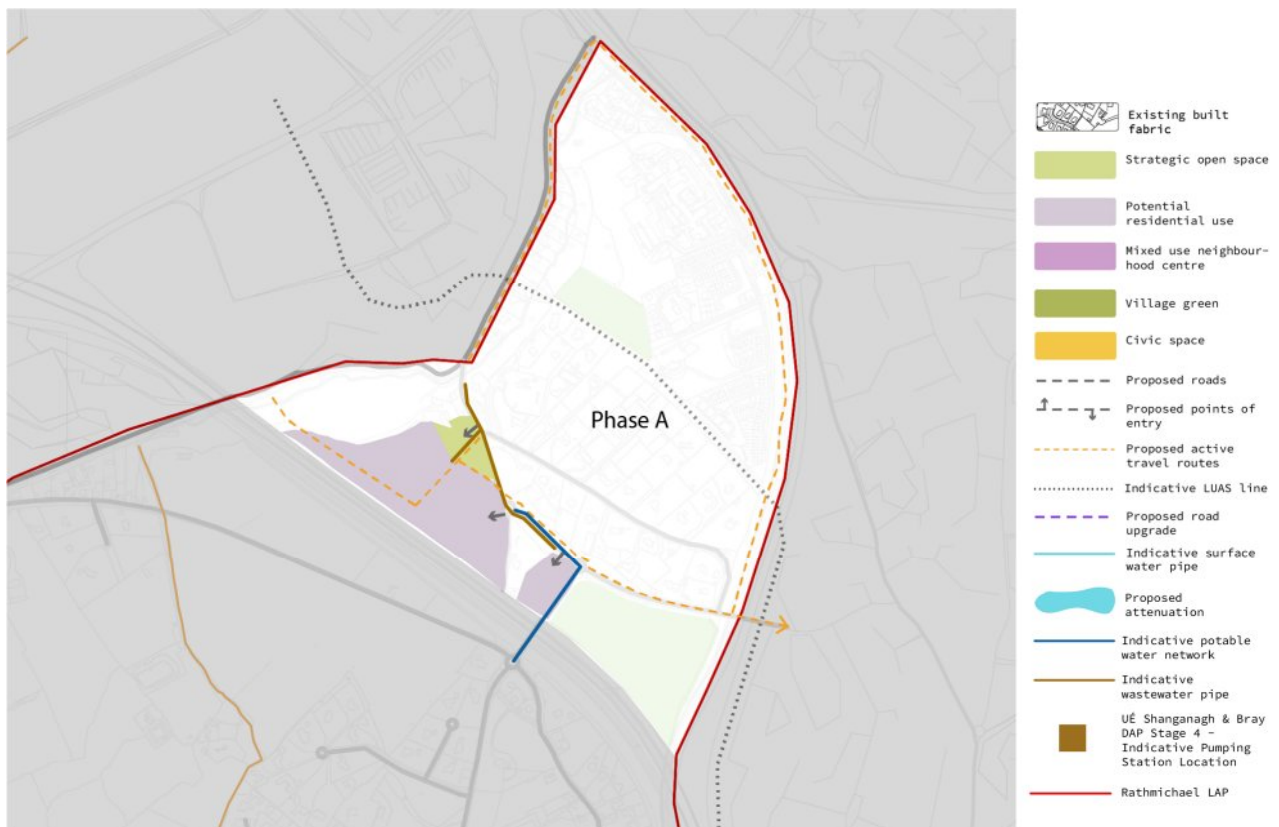 Phase A
Existing built
fabric
Strategic open space
Potential
residential use
Mixed use neighbour-
hood centre
Village green
Civic space
Proposed roads
Proposed points of
entry
Proposed active
travel routes
Indicative LUAS line
Proposed road
upgrade
Indicative surface
water pipe
Proposed
attenuation
Indicative potable
water network
Indicative
wastewater pipe
UÉ Shanganagh & Bray
DAP Stage 4 –
Indicative Pumping
Station Location
Rathmichael LAP